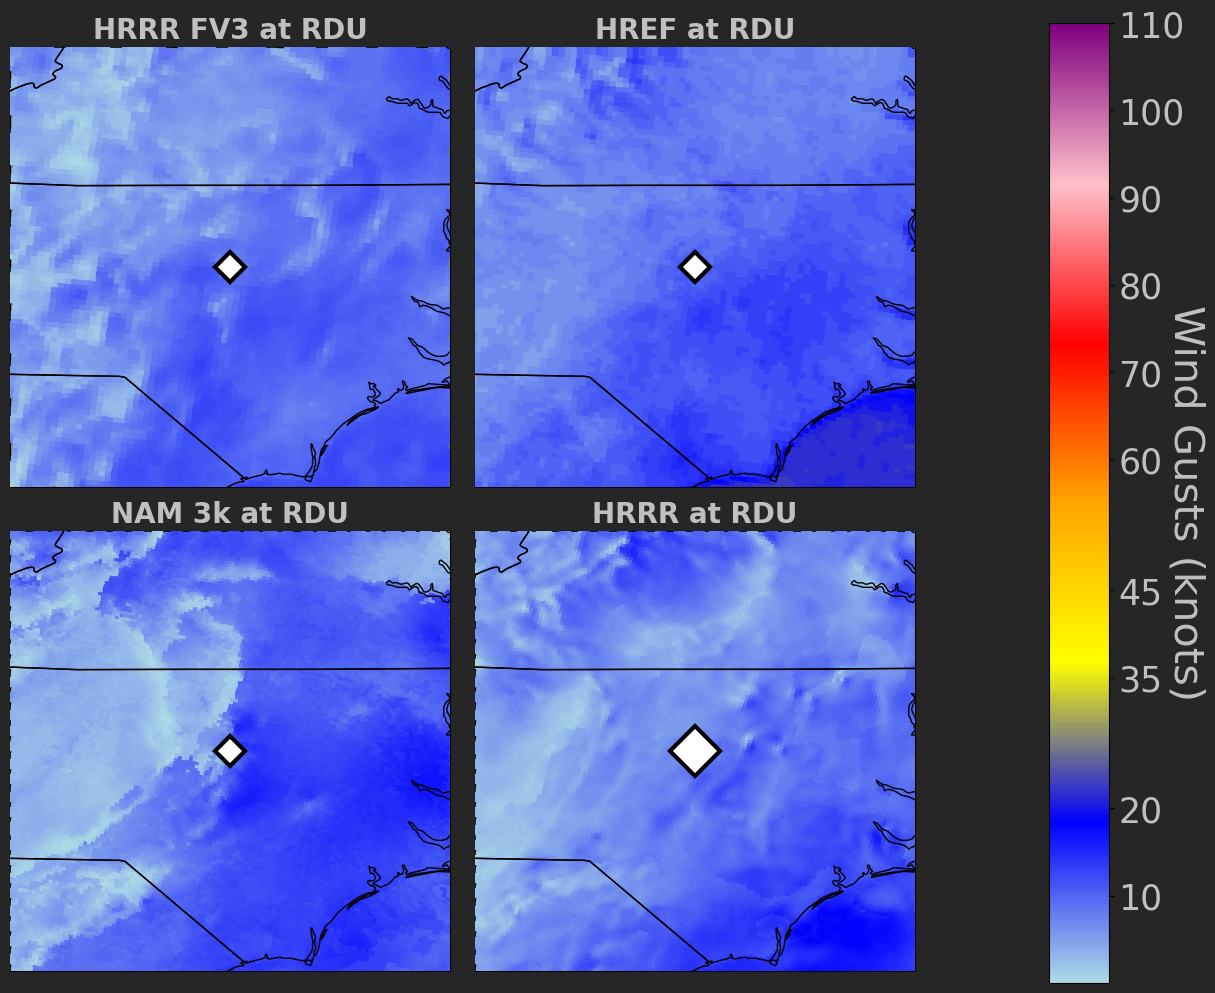 HRRR FV3 at RDU
HREF at RDU
NAM 3k at RDU
HRRR at RDU
110
100
90
80
70
60
45
35
20
10
Wind Gusts (knots)